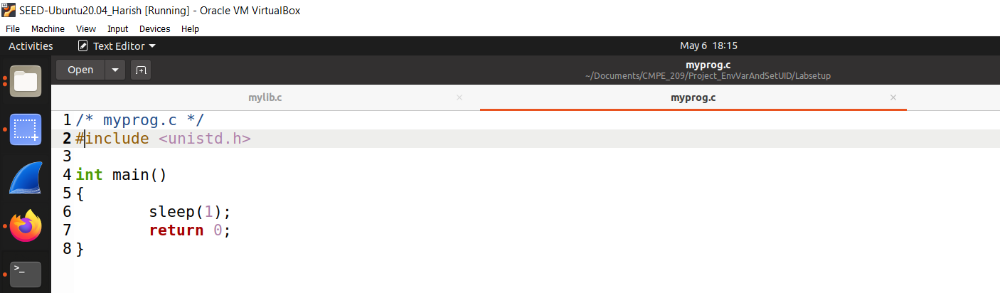 SEED-Ubuntu20.04_Harish [Running] - Oracle VM VirtualBox
File Machine View Input Devices Help
Activities Text Editor May 6 18:15
Open myprog.c
~/Documents/CMPE_209/Project_EnvVarAndSetUID/Labsetup
mylib.c × myprog.c ×
1 /* myprog.c */
2 #include <unistd.h>
3
4 int main()
5 {
6         sleep(1);
7         return 0;
8 }
>_